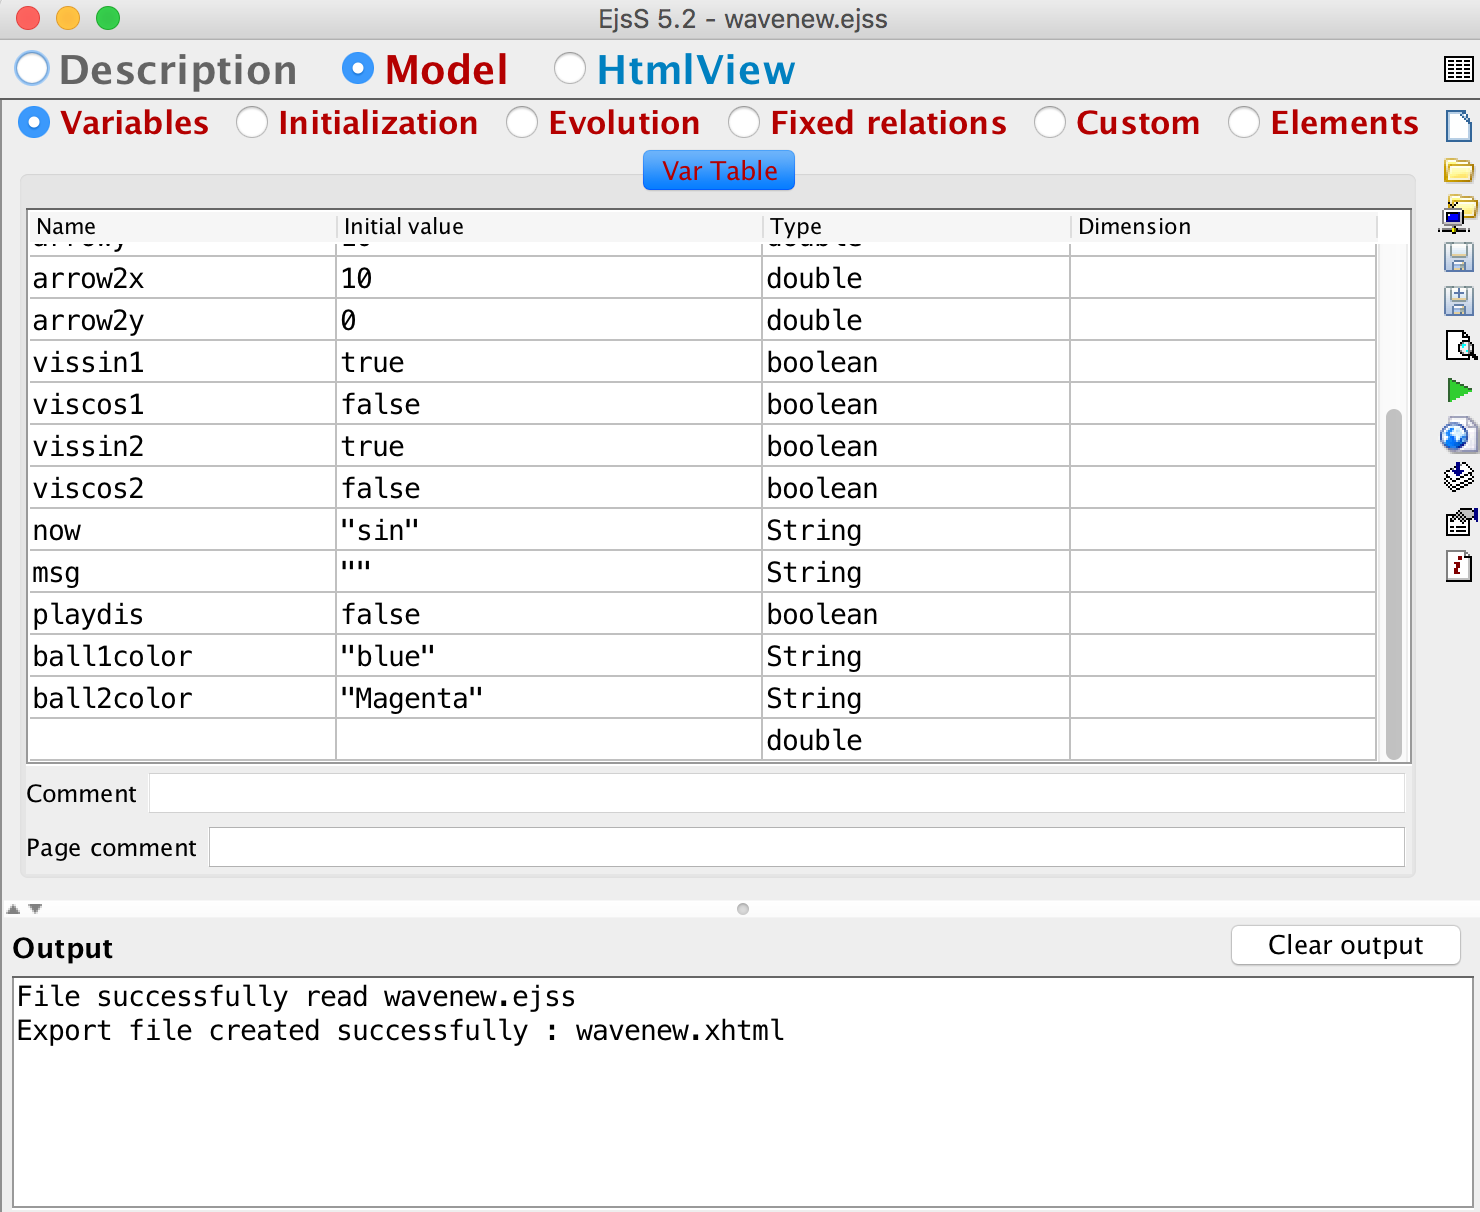 EjsS 5.2 - wavenew.ejss
Description Model HtmlView
Variables Initialization Evolution Fixed relations Custom Elements
Var Table
Name Initial value Type Dimension
arrow2x 10 double
arrow2y 0 double
vissin1 true boolean
viscos1 false boolean
vissin2 true boolean
viscos2 false boolean
now "sin" String
msg "" String
playdis false boolean
ball1color "blue" String
ball2color "Magenta" String
double
Comment
Page comment
Output Clear output
File successfully read wavenew.ejss
Export file created successfully : wavenew.xhtml